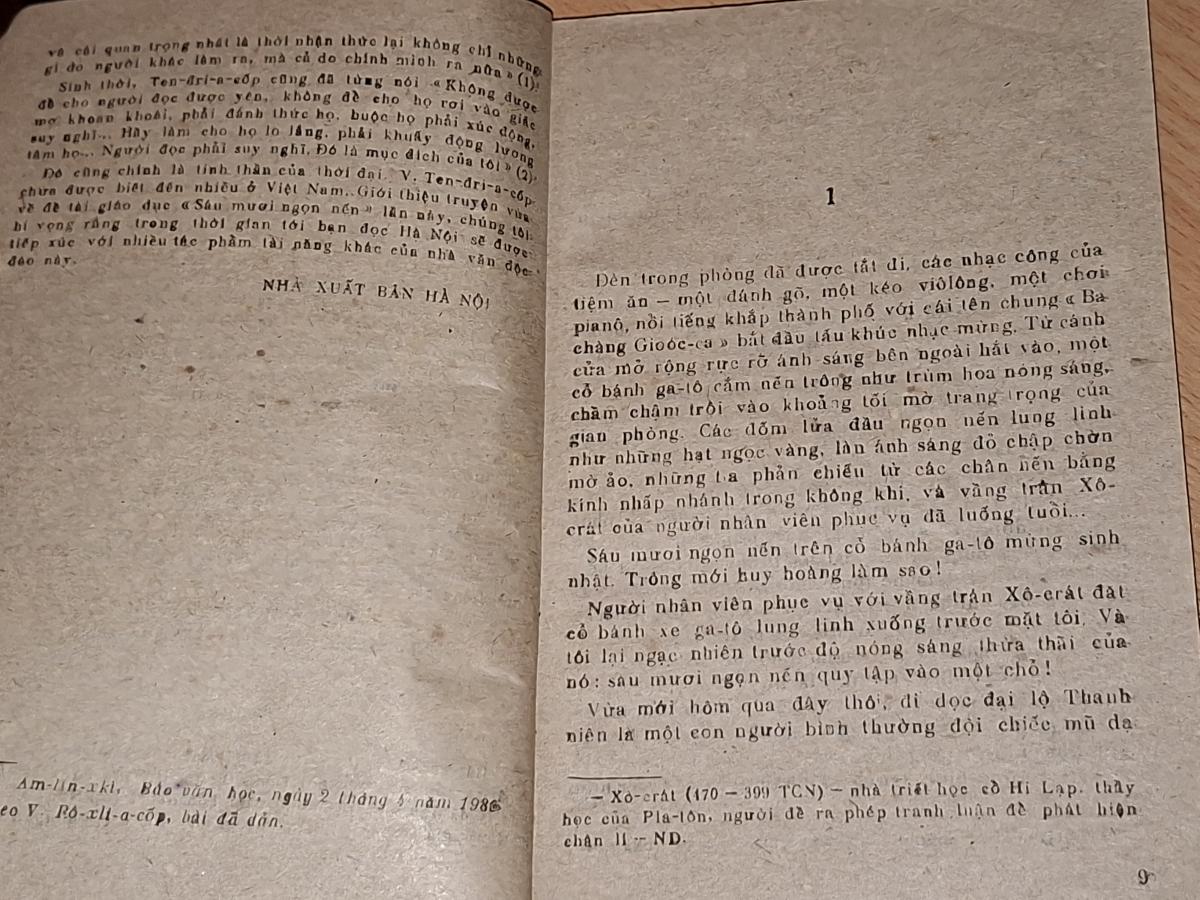 và cái quan trọng nhất là thời nhận thức lại không chỉ những
gì do người khác làm ra, mà cả do chính mình ra nữa » (1).
Sinh thời, Ten-đri-a-cốp cũng đã từng nói « Không được
để cho người đọc được yên, không để cho họ rơi vào giấc
mơ khoan khoái, phải đánh thức họ, buộc họ phải xúc động,
suy nghĩ... Hãy làm cho họ lo lắng, phải khuấy động lương
tâm họ... Người đọc phải suy nghĩ. Đó là mục đích của tôi » (2).
Đó cũng chính là tinh thần của thời đại. V. Ten-đri-a-cốp
chưa được biết đến nhiều ở Việt Nam. Giới thiệu truyện vừa
về đề tài giáo dục « Sáu mươi ngọn nến » lần này, chúng tôi
hi vọng rằng trong thời gian tới bạn đọc Hà Nội sẽ được
tiếp xúc với nhiều tác phẩm tài năng khác của nhà văn độc
đáo này.
NHÀ XUẤT BẢN HÀ NỘI
Am-lin-xki, Báo văn học, ngày 2 tháng năm 1986
eo V. Rô-xli-a-cốp, bài đã dẫn.
1
Đèn trong phòng đã được tắt đi, các nhạc công của
tiệm ăn — một đánh gõ, một kéo viôlông, một chơi
pianô, nổi tiếng khắp thành phố với cái tên chung « Ba
chàng Gioóc-ca » bắt đầu tấu khúc nhạc mừng. Từ cánh
cửa mở rộng rực rỡ ánh sáng bên ngoài hắt vào, một
cỗ bánh ga-tô cắm nến trông như trùm hoa nóng sáng,
chầm chậm trôi vào khoảng tối mờ trang trọng của
gian phòng. Các đốm lửa đầu ngọn nến lung linh
như những hạt ngọc vàng, làn ánh sáng đỏ chập chờn
mờ ảo, những tia phản chiếu từ các chân nến bằng
kính nhấp nhánh trong không khí, và vầng trán Xô-
crát của người nhân viên phục vụ đã luống tuổi...
Sáu mươi ngọn nến trên cỗ bánh ga-tô mừng sinh
nhật. Trông mới huy hoàng làm sao !
Người nhân viên phục vụ với vầng trán Xô-crát đặt
cỗ bánh xe ga-tô lung linh xuống trước mặt tôi. Và
tôi lại ngạc nhiên trước độ nóng sáng thừa thãi của
nó : sáu mươi ngọn nến quy tập vào một chỗ !
Vừa mới hôm qua đây thôi, đi dọc đại lộ Thanh
niên là một con người bình thường đội chiếc mũ dạ
— Xô-crát (470 — 399 TCN) — nhà triết học cổ Hi Lạp, thầy
học của Pla-tôn, người đề ra phép tranh luận để phát hiện
chân lí — ND.
9